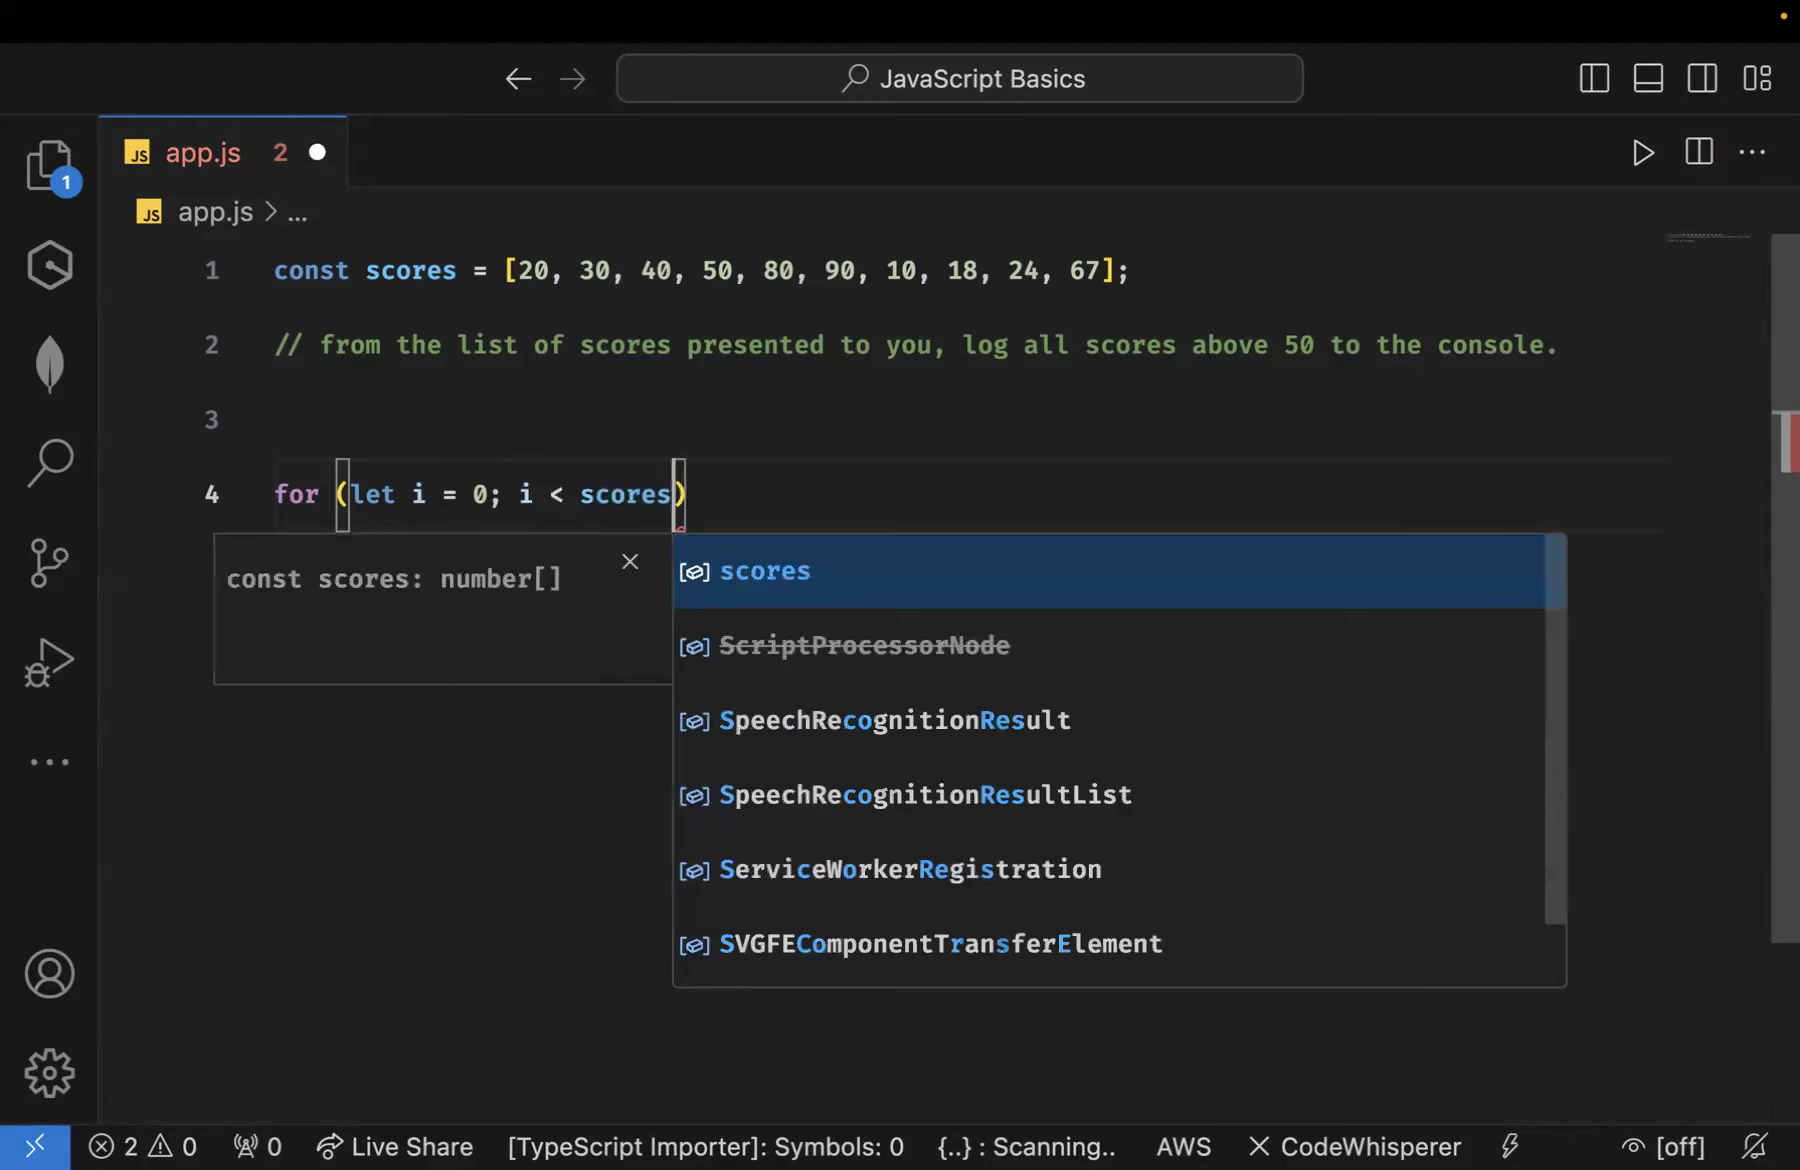 JavaScript Basics
JS app.js 2
1
JS app.js > ...
1 const scores = [20, 30, 40, 50, 80, 90, 10, 18, 24, 67];
2 // from the list of scores presented to you, log all scores above 50 to the console.
3
4 for (let i = 0; i < scores)
const scores: number[]
scores
ScriptProcessorNode
SpeechRecognitionResult
SpeechRecognitionResultList
ServiceWorkerRegistration
SVGFEComponentTransferElement
2 0 0 Live Share [TypeScript Importer]: Symbols: 0 {..} : Scanning.. AWS CodeWhisperer [off]